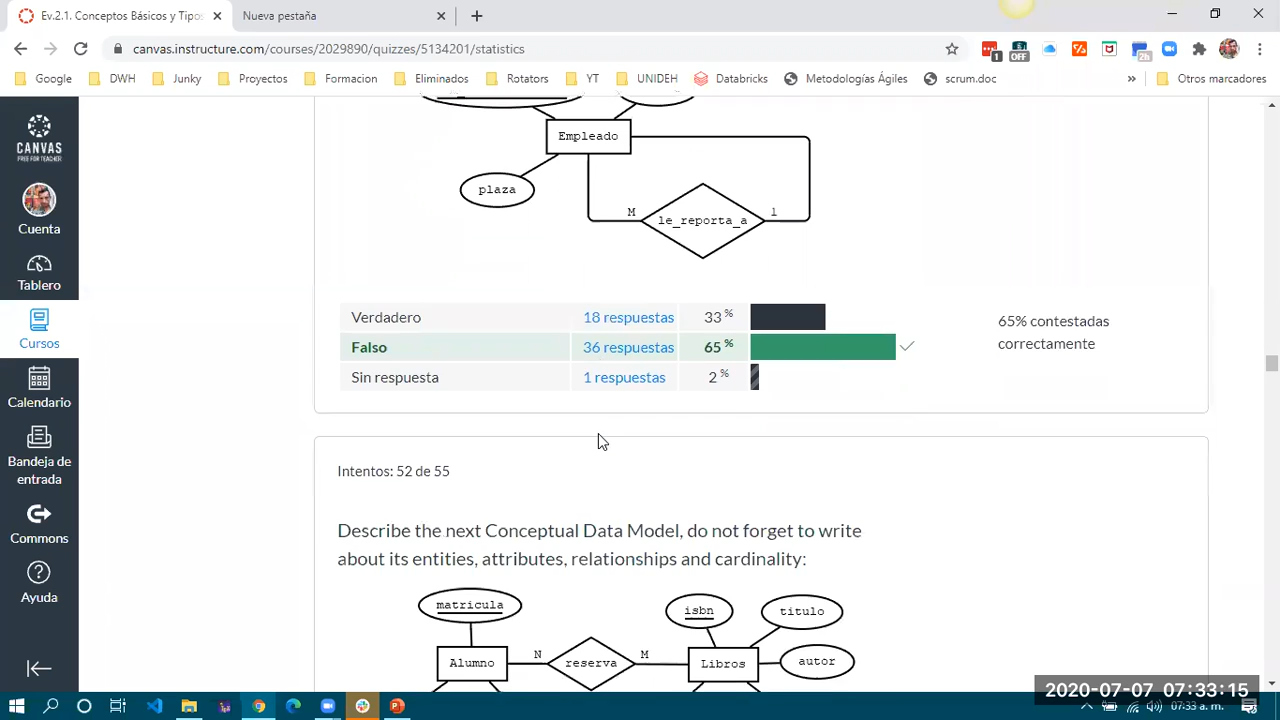 Ev.2.1. Conceptos Básicos y Tipo
Nueva pestaña
canvas.instructure.com/courses/2029890/quizzes/5134201/statistics
1
OFF
2h
Google
DWH
Junky
Proyectos
Formacion
Eliminados
Rotators
YT
UNIDEH
Databricks
Metodologías Ágiles
scrum.doc
»
Otros marcadores
CANVAS
FREE FOR TEACHER
Cuenta
Tablero
Cursos
Calendario
Bandeja de
entrada
Commons
Ayuda
Empleado
plaza
M
le_reporta_a
1
Verdadero 18 respuestas 33 %
Falso 36 respuestas 65 %
Sin respuesta 1 respuestas 2 %
65% contestadas
correctamente
Intentos: 52 de 55
Describe the next Conceptual Data Model, do not forget to write
about its entities, attributes, relationships and cardinality:
matricula
isbn
titulo
Alumno
N
reserva
M
Libros
autor
2020-07-07 07:33:15
07:33 a. m.